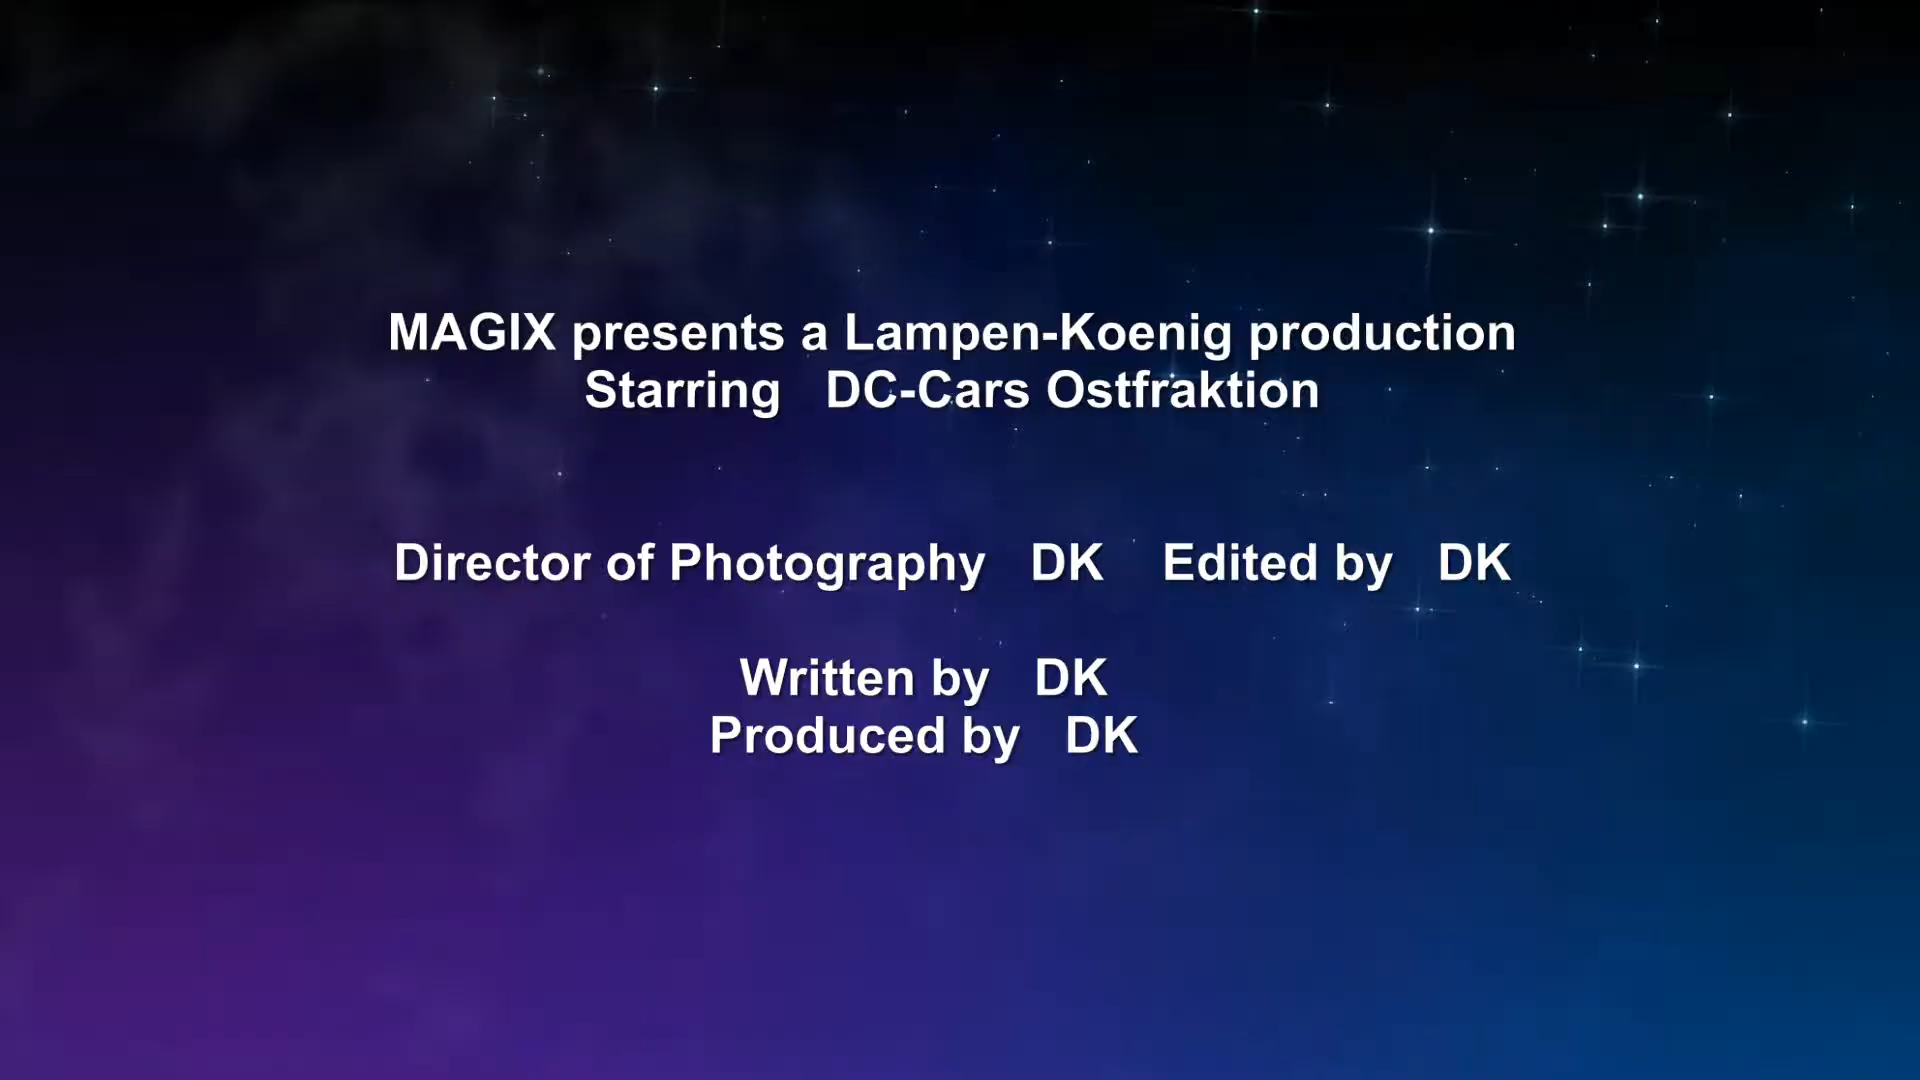 MAGIX presents a Lampen-Koenig production
Starring   DC-Cars Ostfraktion
Director of Photography   DK    Edited by   DK
Written by   DK
Produced by   DK